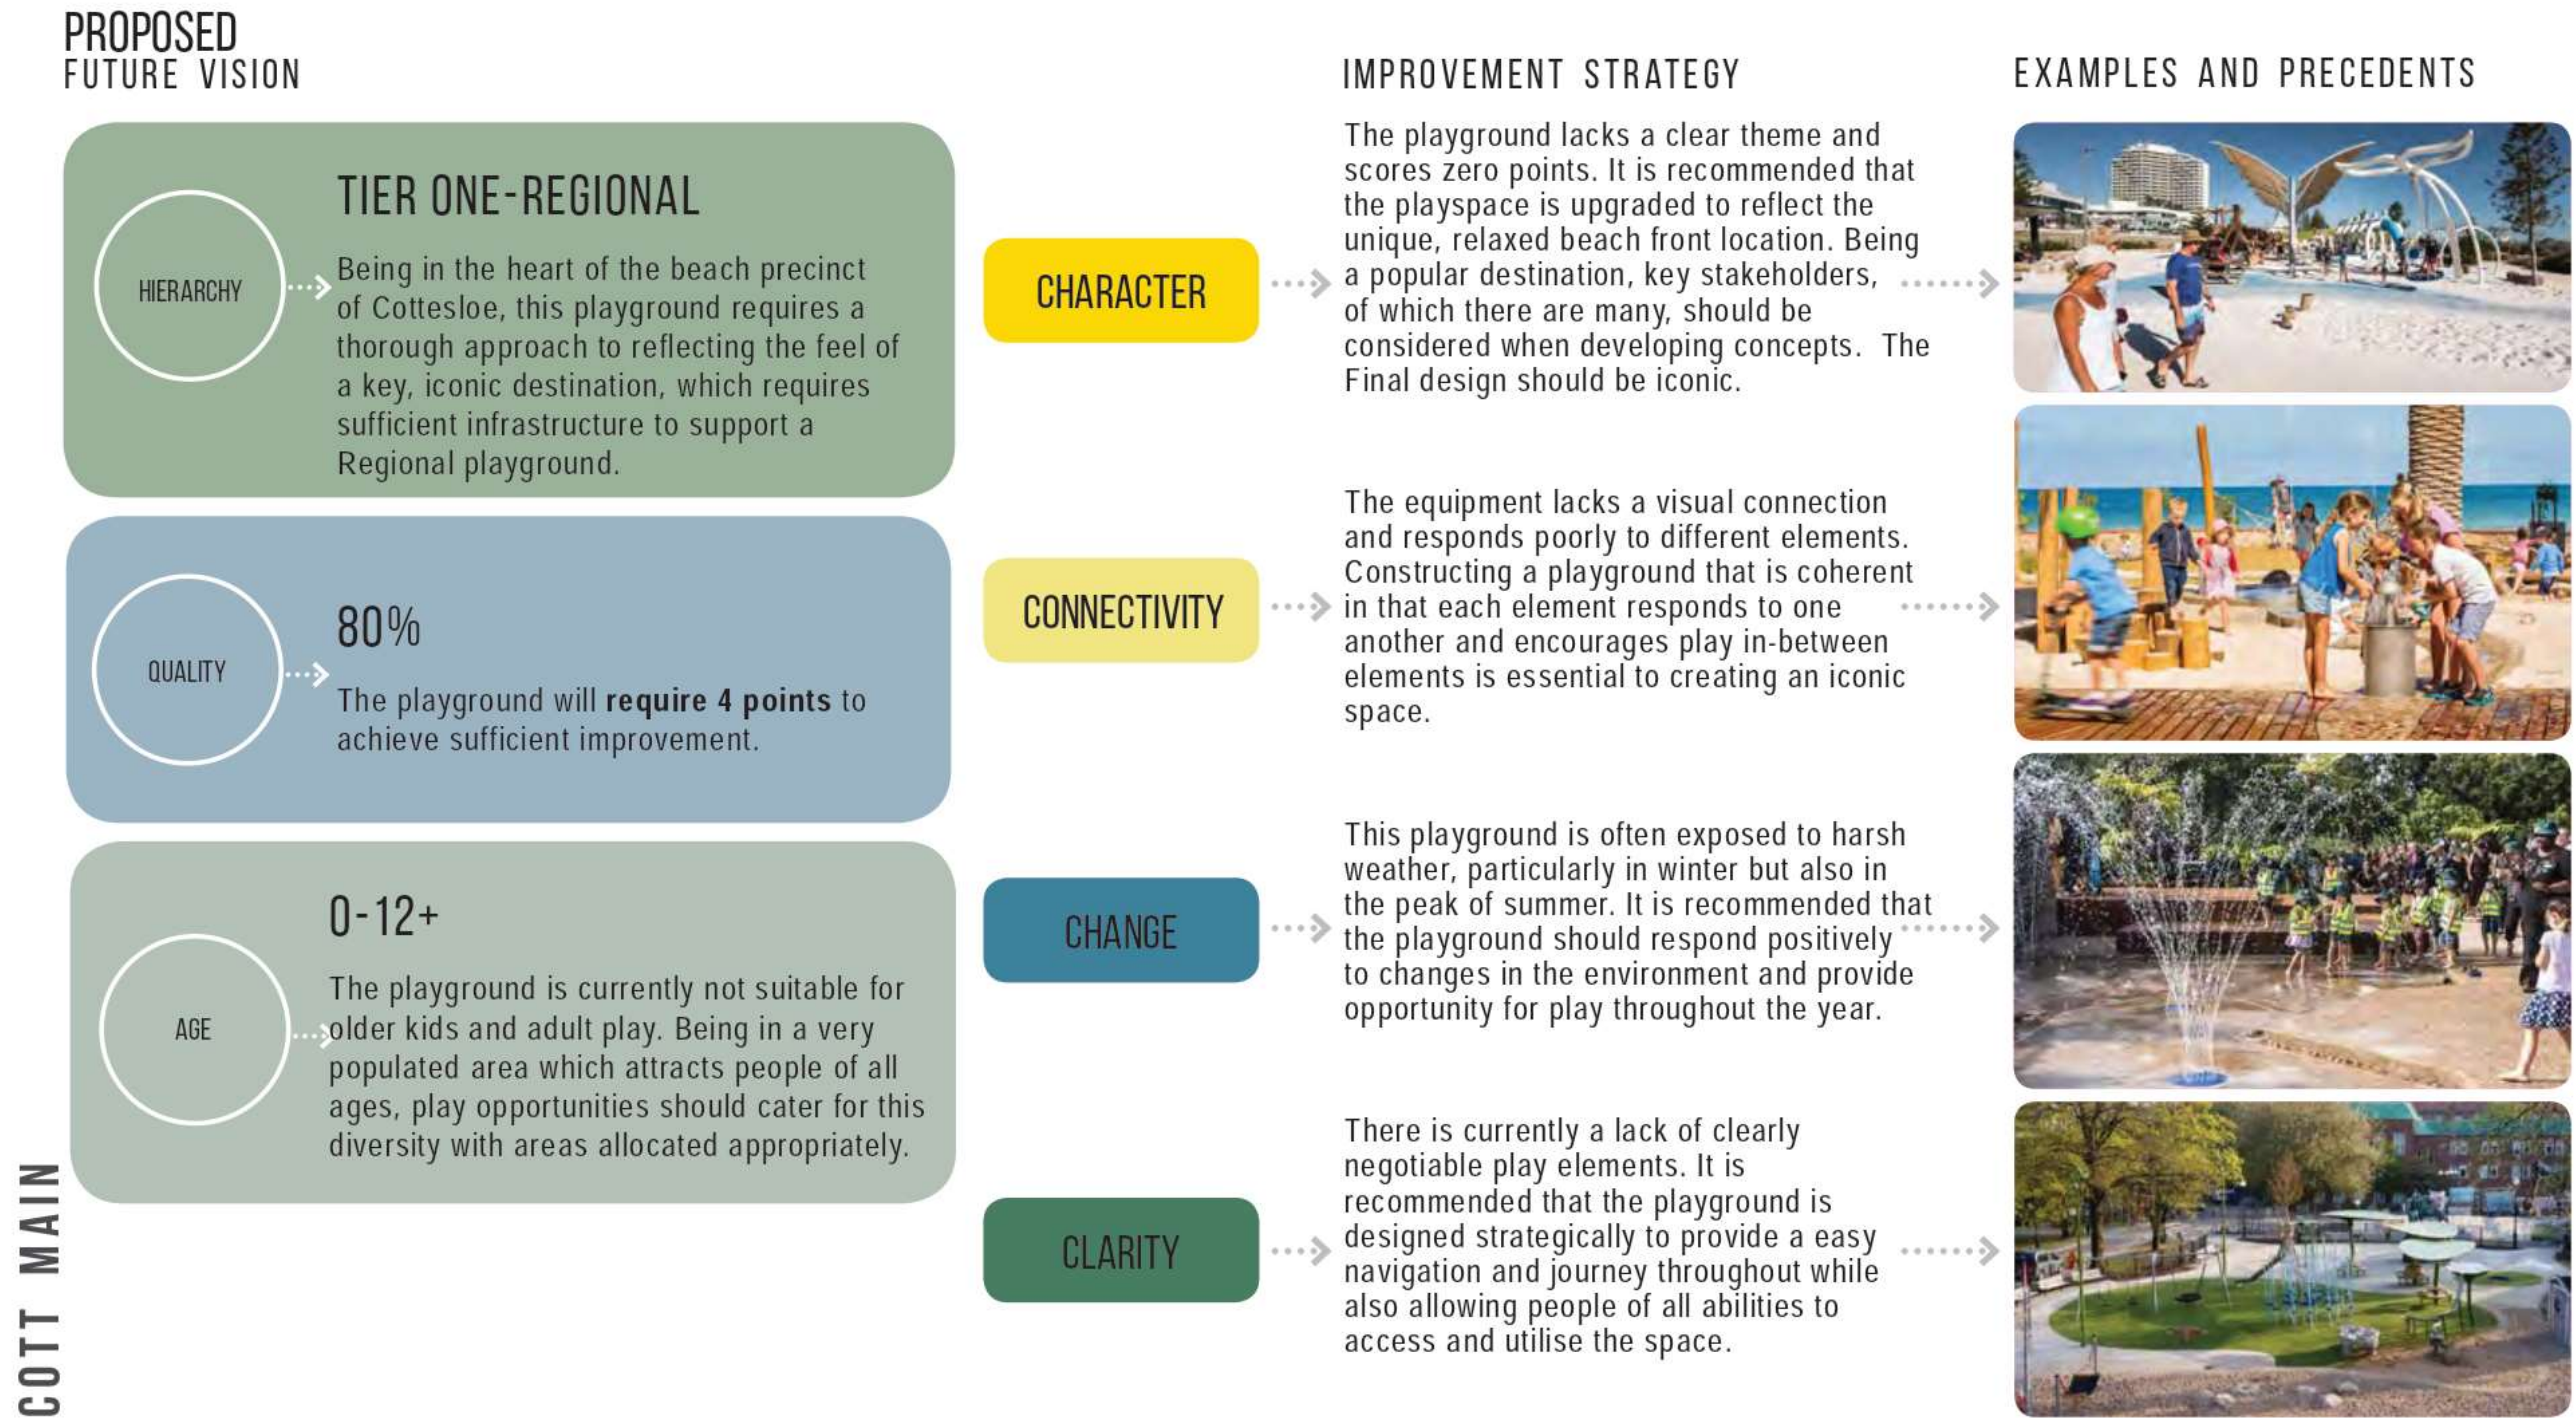 PROPOSED
FUTURE VISION
HIERARCHY
TIER ONE-REGIONAL
Being in the heart of the beach precinct
of Cottesloe, this playground requires a
thorough approach to reflecting the feel of
a key, iconic destination, which requires
sufficient infrastructure to support a
Regional playground.
QUALITY
80%
The playground will require 4 points to
achieve sufficient improvement.
AGE
0-12+
The playground is currently not suitable for
older kids and adult play. Being in a very
populated area which attracts people of all
ages, play opportunities should cater for this
diversity with areas allocated appropriately.
COTT MAIN
IMPROVEMENT STRATEGY
CHARACTER
The playground lacks a clear theme and
scores zero points. It is recommended that
the playspace is upgraded to reflect the
unique, relaxed beach front location. Being
a popular destination, key stakeholders,
of which there are many, should be
considered when developing concepts. The
Final design should be iconic.
CONNECTIVITY
The equipment lacks a visual connection
and responds poorly to different elements.
Constructing a playground that is coherent
in that each element responds to one
another and encourages play in-between
elements is essential to creating an iconic
space.
CHANGE
This playground is often exposed to harsh
weather, particularly in winter but also in
the peak of summer. It is recommended that
the playground should respond positively
to changes in the environment and provide
opportunity for play throughout the year.
CLARITY
There is currently a lack of clearly
negotiable play elements. It is
recommended that the playground is
designed strategically to provide a easy
navigation and journey throughout while
also allowing people of all abilities to
access and utilise the space.
EXAMPLES AND PRECEDENTS